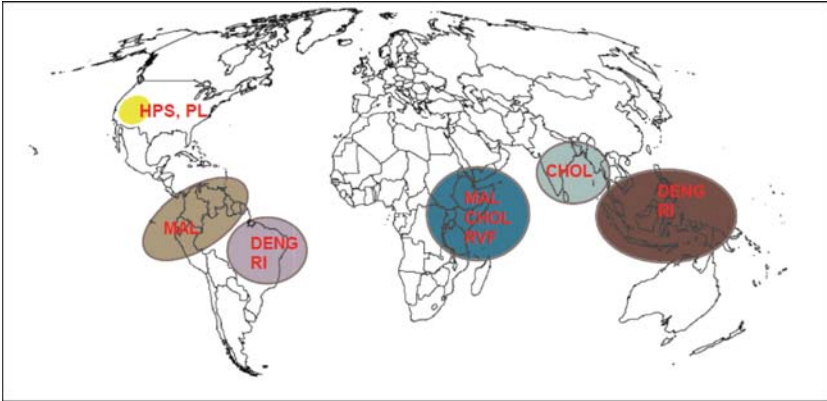 HPS, PL
MAL
DENG
RI
MAL
CHOL
RVF
CHOL
DENG
RI